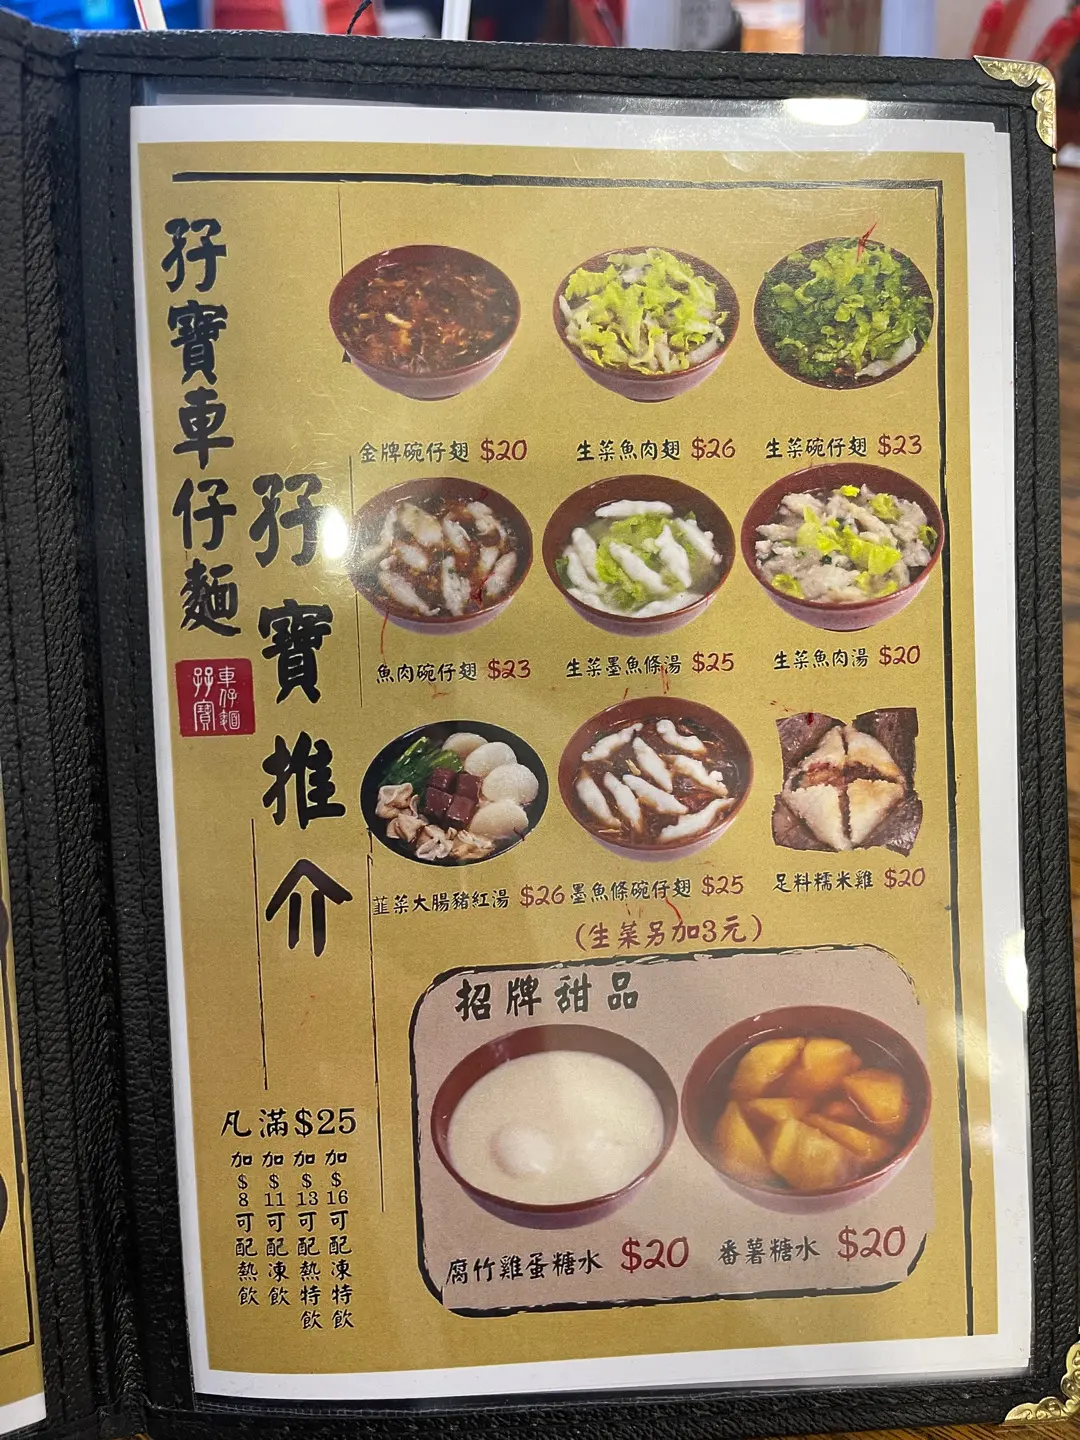 孖寶車仔麵
孖寶推介
孖寶
車仔麵
金牌碗仔翅 $20
生菜魚肉翅 $26
生菜碗仔翅 $23
魚肉碗仔翅 $23
生菜墨魚條湯 $25
生菜魚肉湯 $20
韮菜大腸豬紅湯 $26
墨魚條碗仔翅 $25
足料糯米雞 $20
(生菜另加3元)
招牌甜品
腐竹雞蛋糖水 $20
番薯糖水 $20
凡滿$25
加$16可配凍特飲
加$13可配熱特飲
加$11可配凍飲
加$8可配熱飲